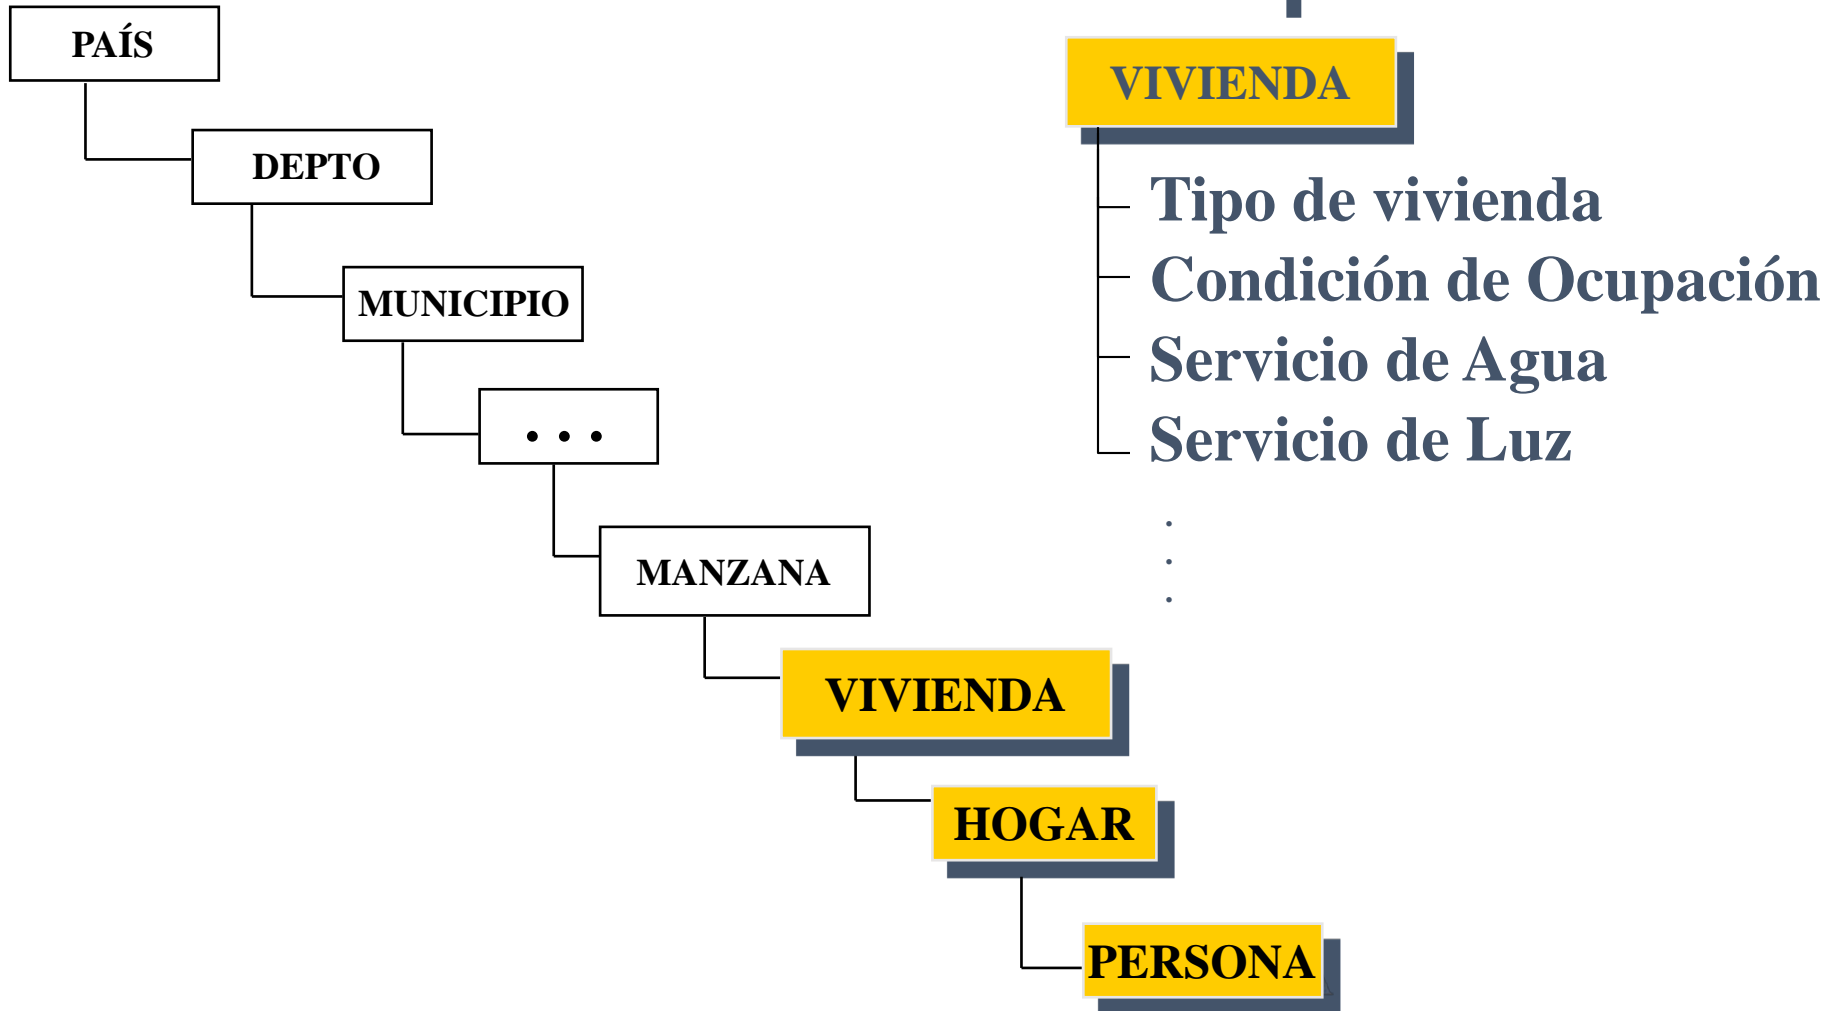 PAÍS
DEPTO
MUNICIPIO
...
MANZANA
VIVIENDA
HOGAR
PERSONA
VIVIENDA
Tipo de vivienda
Condición de Ocupación
Servicio de Agua
Servicio de Luz
.
.
.